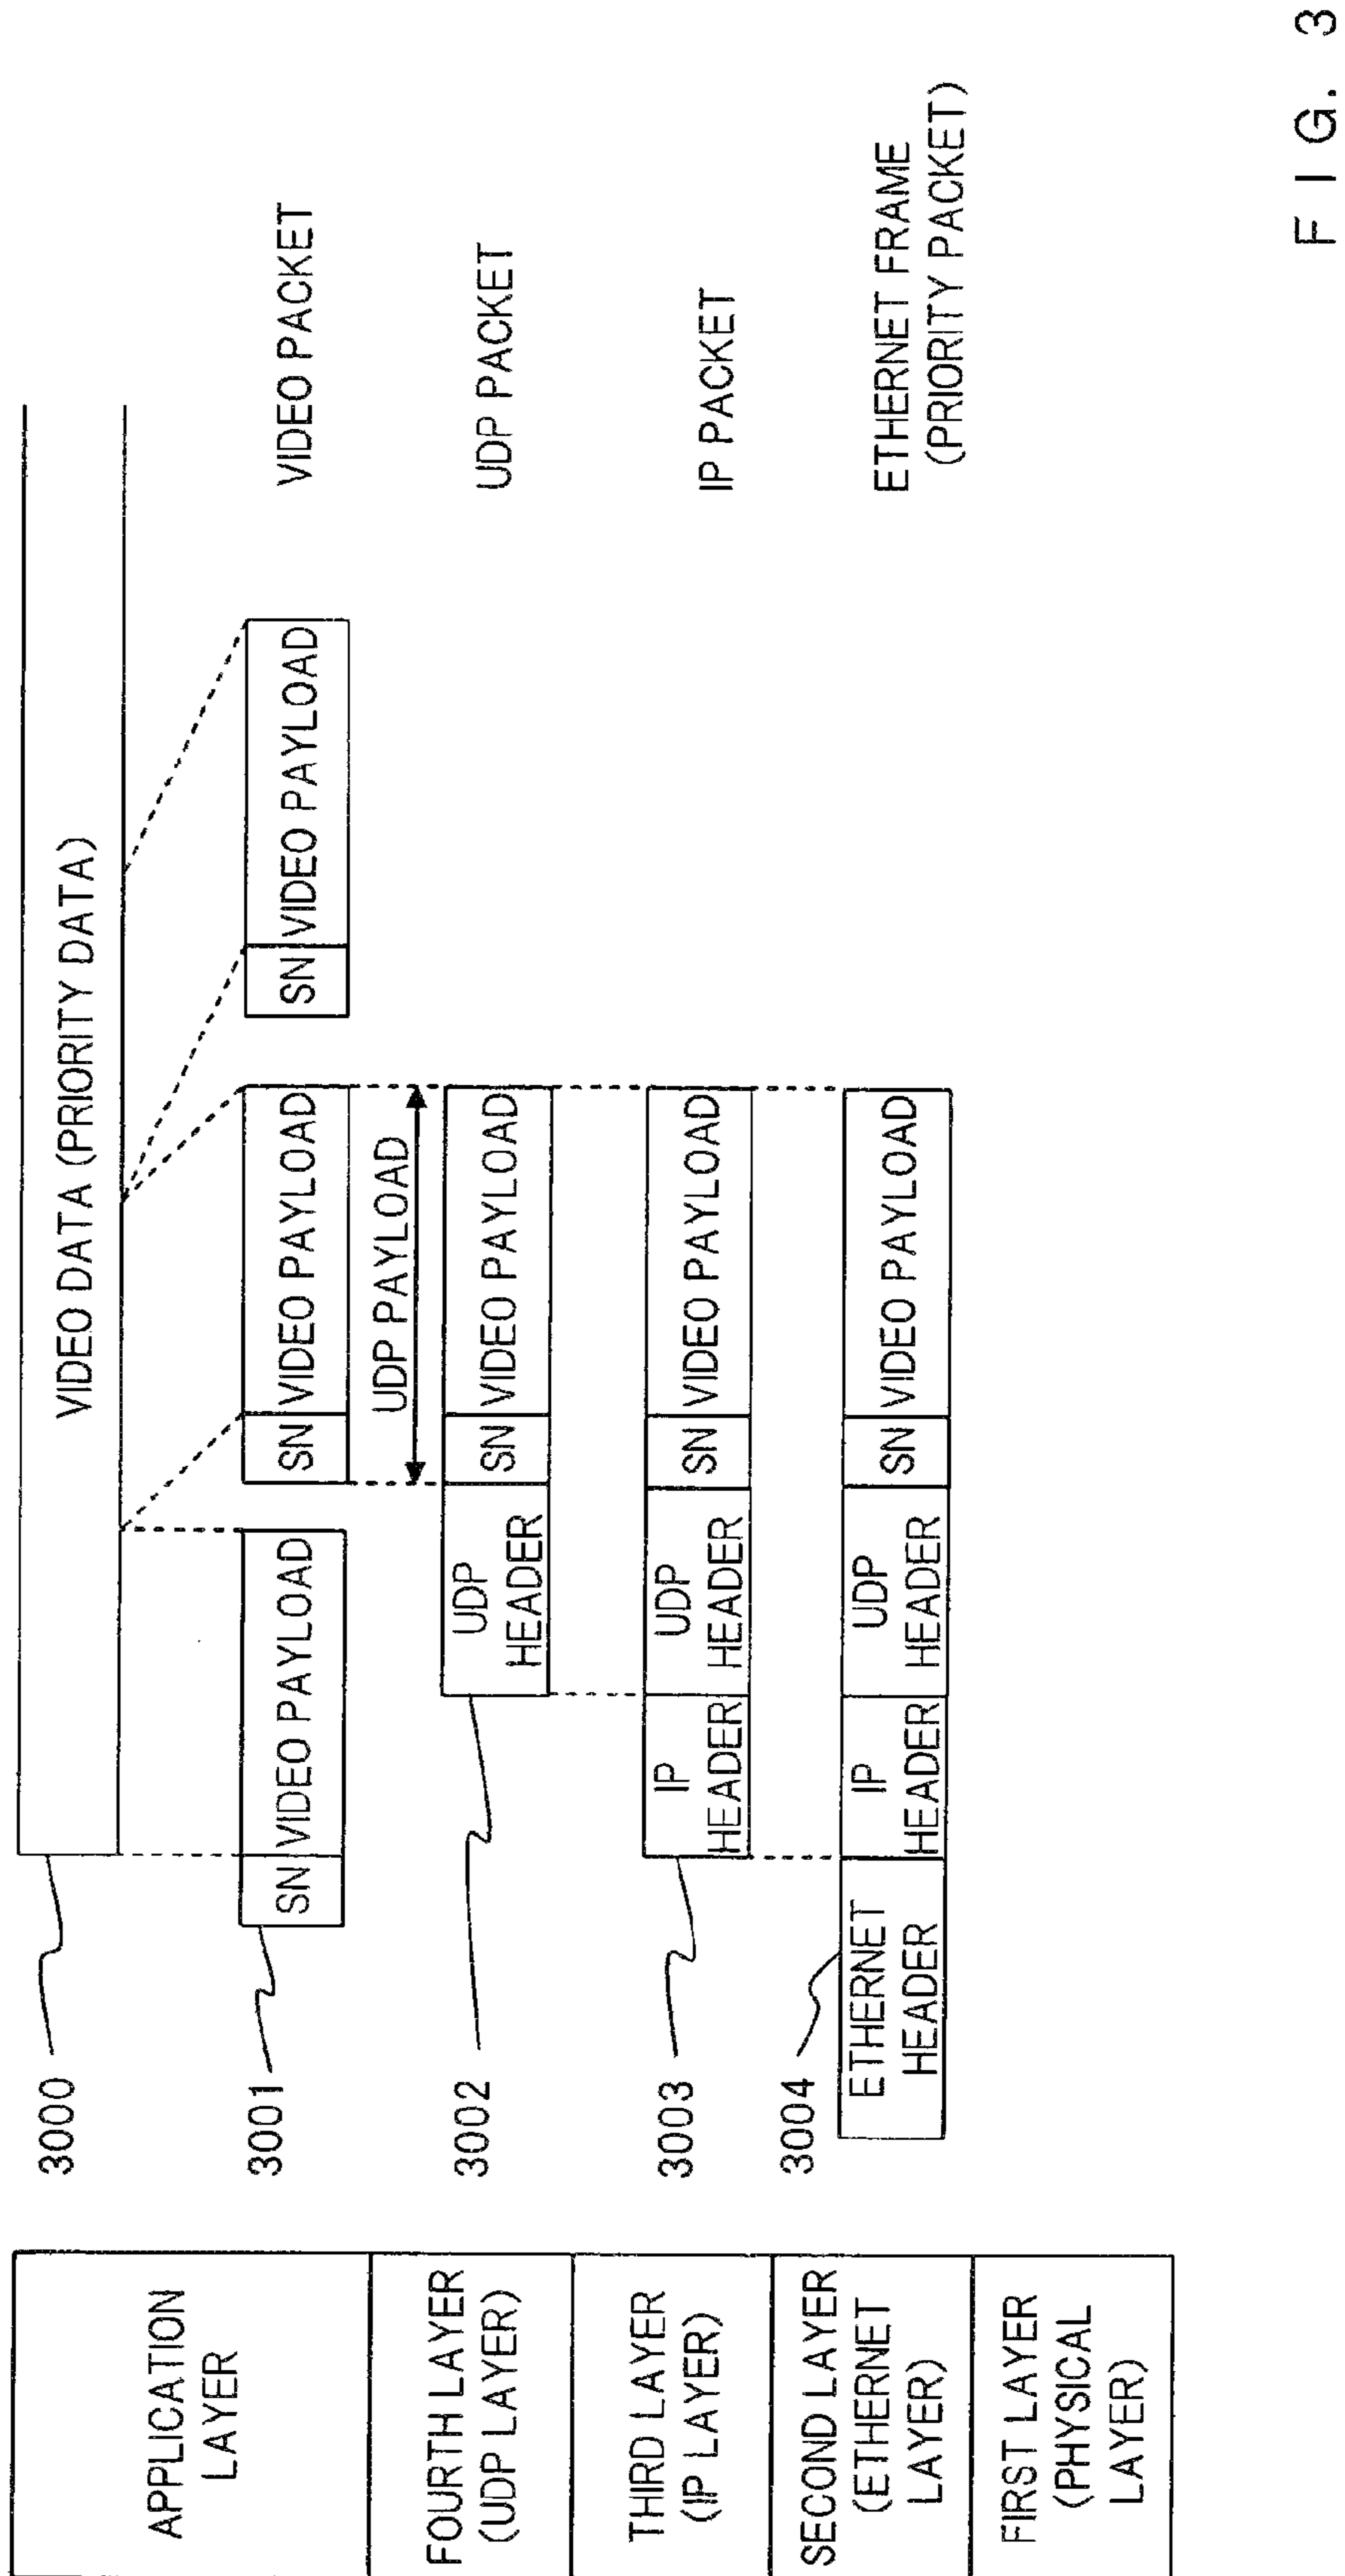 APPLICATION
LAYER
FOURTH LAYER
(UDP LAYER)
THIRD LAYER
(IP LAYER)
SECOND LAYER
(ETHERNET
LAYER)
FIRST LAYER
(PHYSICAL
LAYER)
3000
VIDEO DATA (PRIORITY DATA)
3001
SN VIDEO PAYLOAD
SN VIDEO PAYLOAD
SN VIDEO PAYLOAD
VIDEO PACKET
UDP PAYLOAD
3002
UDP
HEADER
SN VIDEO PAYLOAD
UDP PACKET
3003
IP
HEADER
UDP
HEADER
SN VIDEO PAYLOAD
IP PACKET
3004
ETHERNET
HEADER
IP
HEADER
UDP
HEADER
SN VIDEO PAYLOAD
ETHERNET FRAME
(PRIORITY PACKET)
FIG. 3